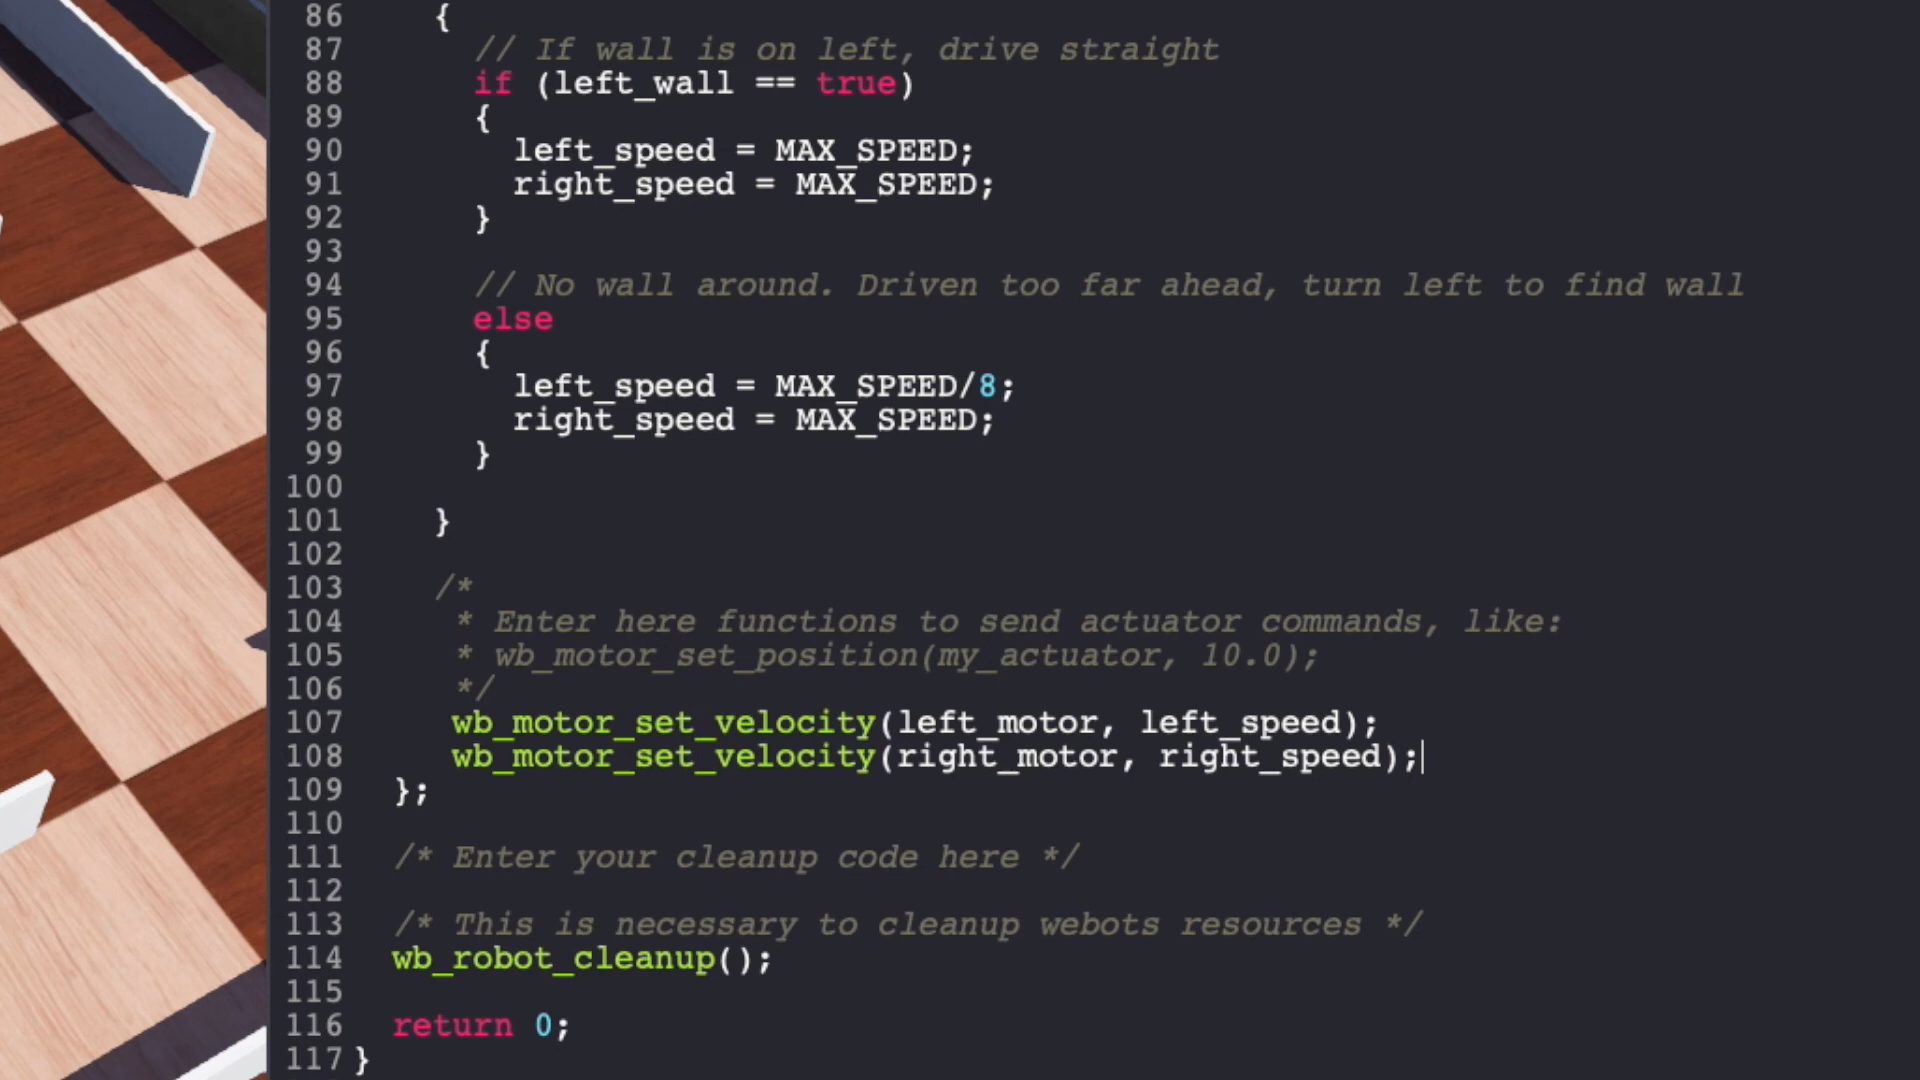 86 {
87 // If wall is on left, drive straight
88 if (left_wall == true)
89 {
90 left_speed = MAX_SPEED;
91 right_speed = MAX_SPEED;
92 }
93
94 // No wall around. Driven too far ahead, turn left to find wall
95 else
96 {
97 left_speed = MAX_SPEED/8;
98 right_speed = MAX_SPEED;
99 }
100
101 }
102
103 /*
104 * Enter here functions to send actuator commands, like:
105 * wb_motor_set_position(my_actuator, 10.0);
106 */
107 wb_motor_set_velocity(left_motor, left_speed);
108 wb_motor_set_velocity(right_motor, right_speed);
109 };
110
111 /* Enter your cleanup code here */
112
113 /* This is necessary to cleanup webots resources */
114 wb_robot_cleanup();
115
116 return 0;
117 }